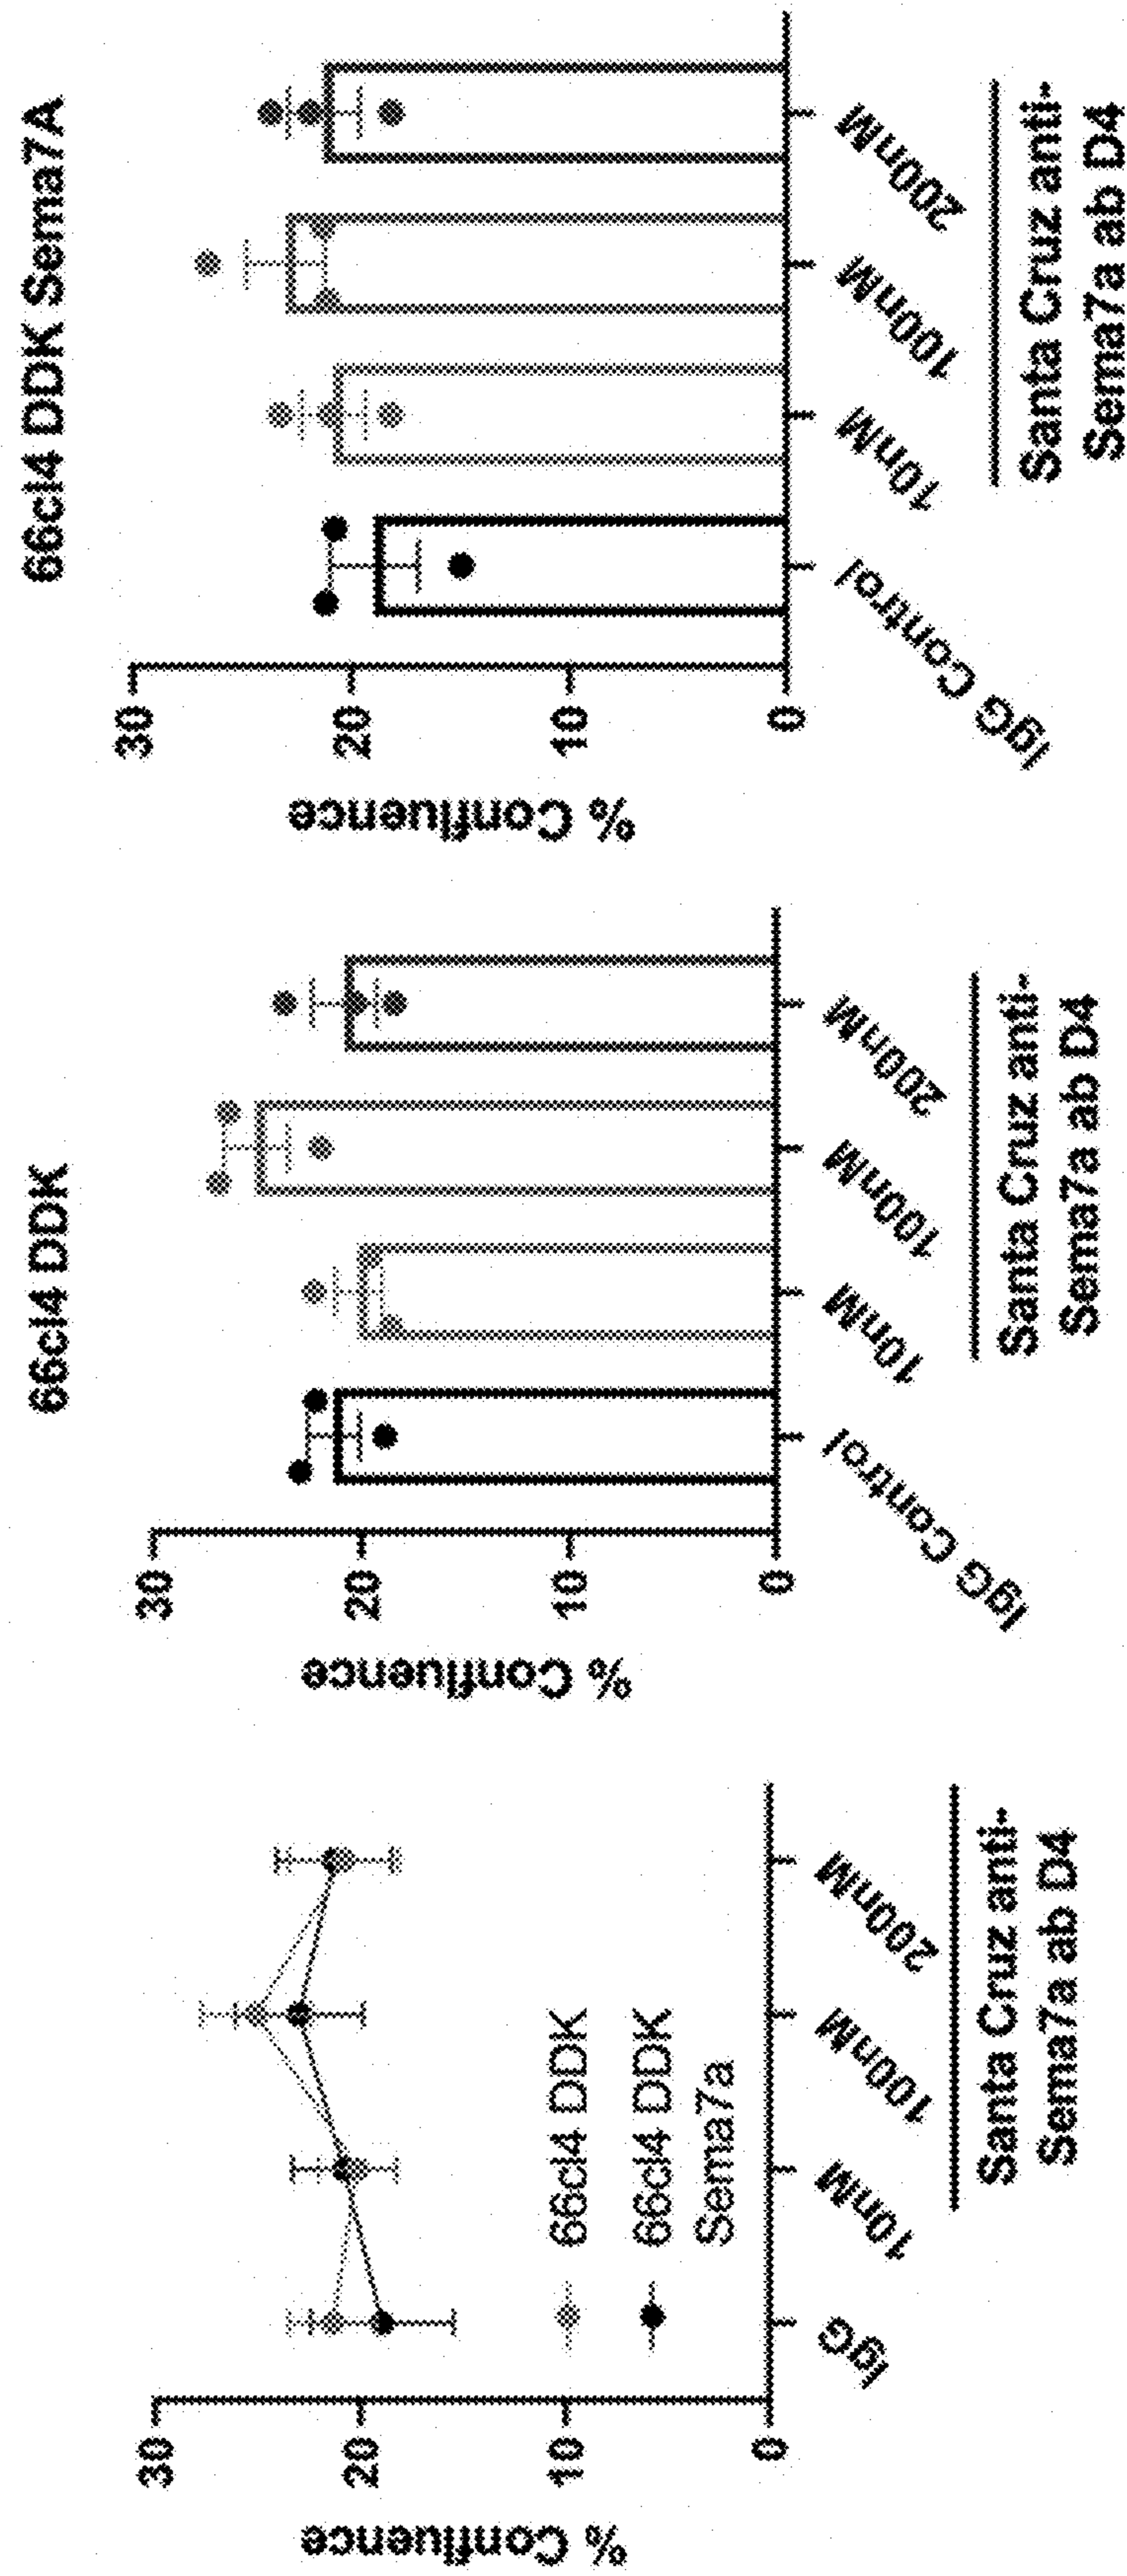 % Confluence
30
20
10
0
66cl4 DDK
66cl4 DDK
Sema7a
IgG
10nM
100nM
200nM
Santa Cruz anti-
Sema7a ab D4
66cl4 DDK
% Confluence
30
20
10
0
IgG Control
10nM
100nM
200nM
Santa Cruz anti-
Sema7a ab D4
66cl4 DDK Sema7A
% Confluence
30
20
10
0
IgG Control
10nM
100nM
200nM
Santa Cruz anti-
Sema7a ab D4